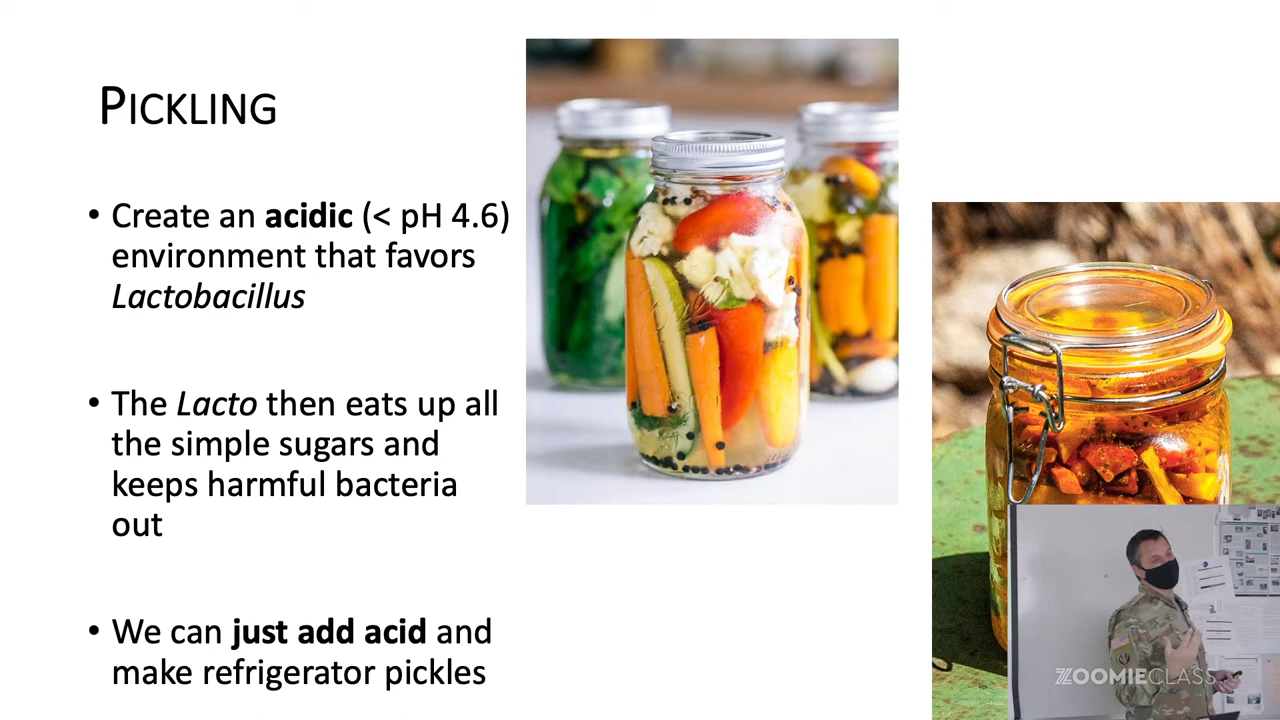 PICKLING
• Create an acidic (< pH 4.6)
environment that favors
Lactobacillus
• The Lacto then eats up all
the simple sugars and
keeps harmful bacteria
out
• We can just add acid and
make refrigerator pickles
ZOOMIECLASS